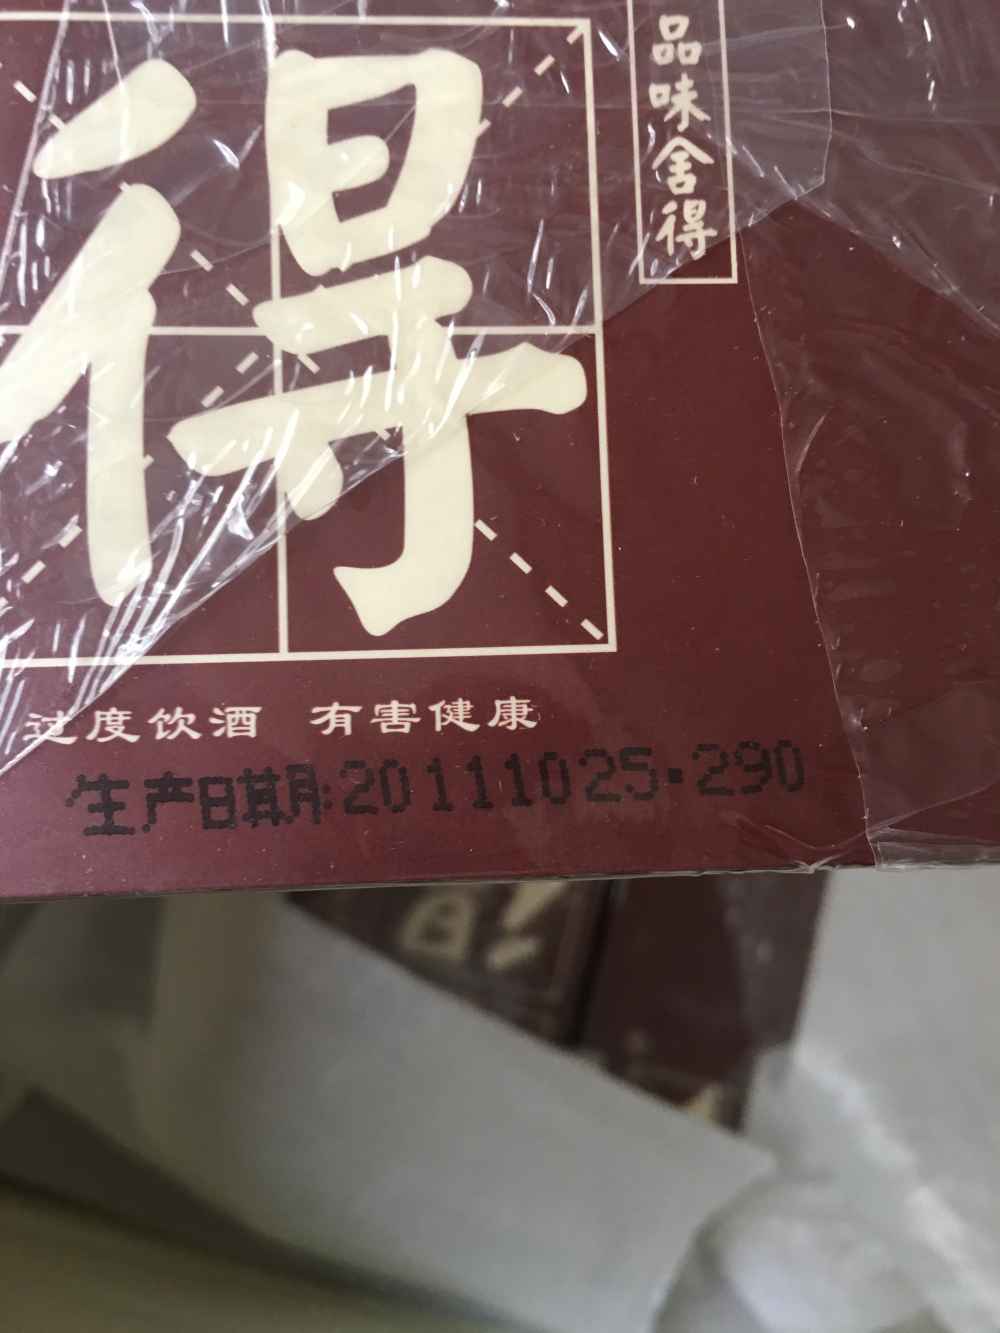 得
品味舍得
过度饮酒 有害健康
生产日期:20111025·290